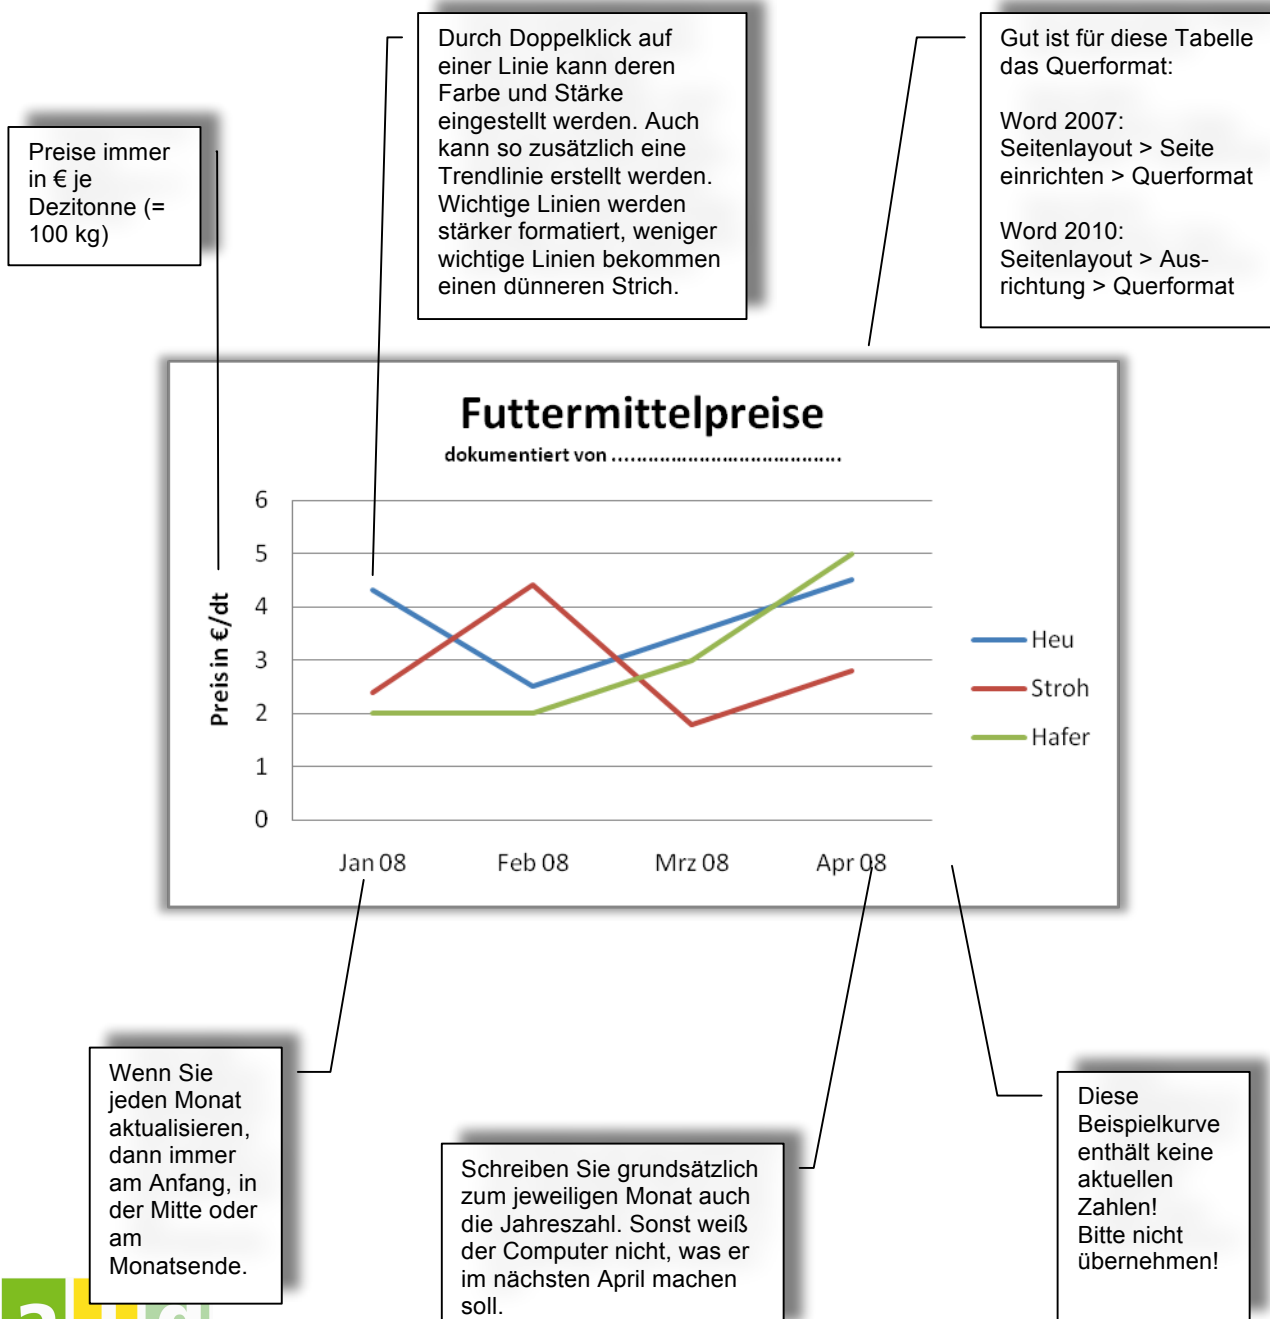 Durch Doppelklick auf
einer Linie kann deren
Farbe und Stärke
eingestellt werden. Auch
kann so zusätzlich eine
Trendlinie erstellt werden.
Wichtige Linien werden
stärker formatiert, weniger
wichtige Linien bekommen
einen dünneren Strich.
Gut ist für diese Tabelle
das Querformat:
Word 2007:
Seitenlayout > Seite
einrichten > Querformat
Word 2010:
Seitenlayout > Aus-
richtung > Querformat
Preise immer
in € je
Dezitonne (=
100 kg)
Futtermittelpreise
dokumentiert von ........................................
Preis in €/dt
6
5
4
3
2
1
0
Jan 08 Feb 08 Mrz 08 Apr 08
Heu
Stroh
Hafer
Wenn Sie
jeden Monat
aktualisieren,
dann immer
am Anfang, in
der Mitte oder
am
Monatsende.
Schreiben Sie grundsätzlich
zum jeweiligen Monat auch
die Jahreszahl. Sonst weiß
der Computer nicht, was er
im nächsten April machen
soll.
Diese
Beispielkurve
enthält keine
aktuellen
Zahlen!
Bitte nicht
übernehmen!